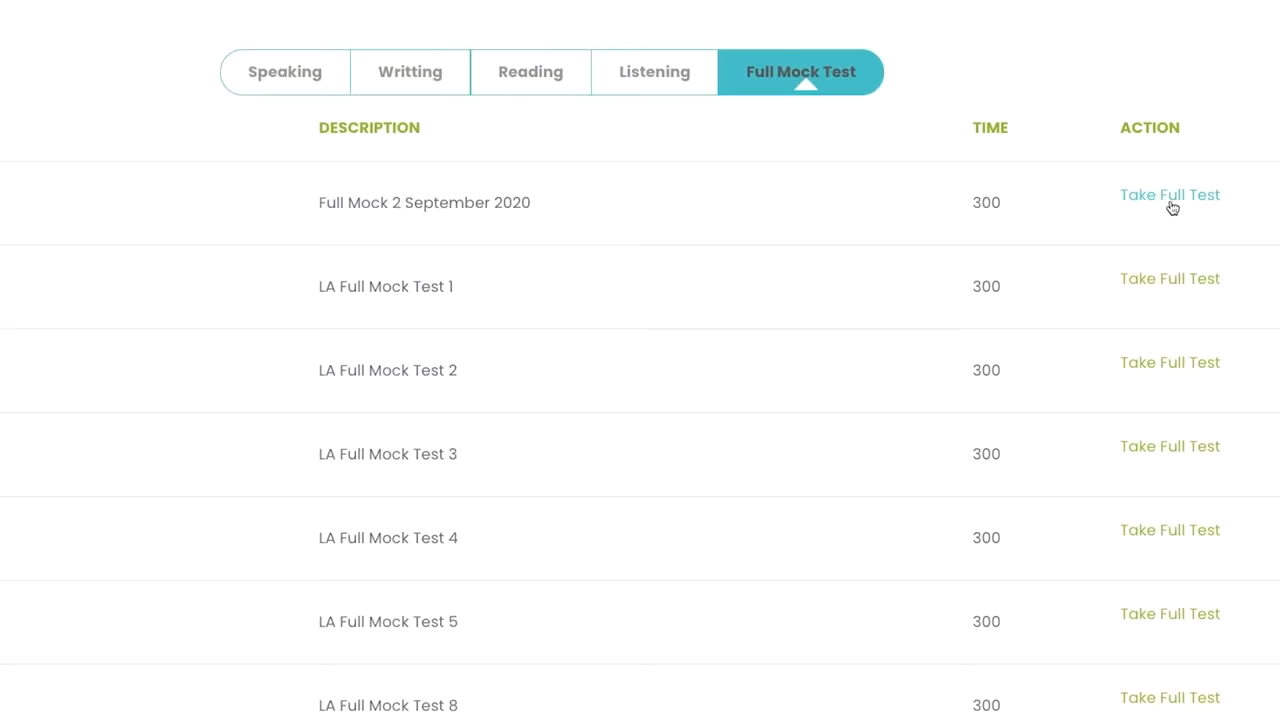 Speaking Writting Reading Listening Full Mock Test
DESCRIPTION TIME ACTION
Full Mock 2 September 2020 300 Take Full Test
LA Full Mock Test 1 300 Take Full Test
LA Full Mock Test 2 300 Take Full Test
LA Full Mock Test 3 300 Take Full Test
LA Full Mock Test 4 300 Take Full Test
LA Full Mock Test 5 300 Take Full Test
LA Full Mock Test 8 300 Take Full Test